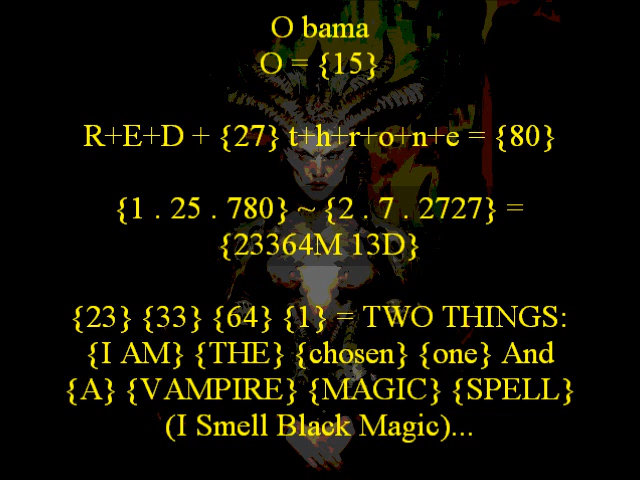 O bama
O = {15}
R+E+D + {27} t+h+r+o+n+e = {80}
{1 . 25 . 780} ~ {2 . 7 . 2727} =
{23364M 13D}
{23} {33} {64} {1} = TWO THINGS:
{I AM} {THE} {chosen} {one} And
{A} {VAMPIRE} {MAGIC} {SPELL}
(I Smell Black Magic)...